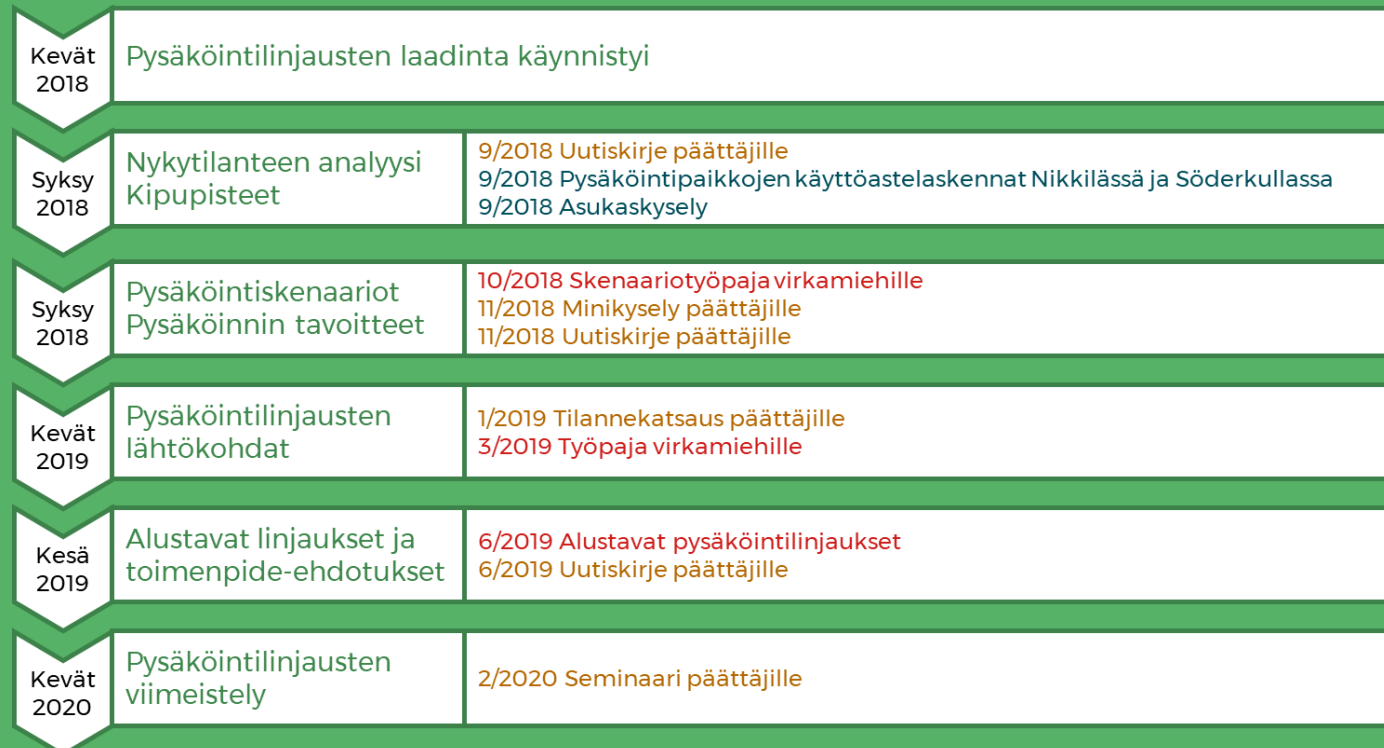 Kevät
2018
Pysäköintilinjausten laadinta käynnistyi
Syksy
2018
Nykytilanteen analyysi
Kipupisteet
9/2018 Uutiskirje päättäjille
9/2018 Pysäköintipaikkojen käyttöastelaskennat Nikkilässä ja Söderkullassa
9/2018 Asukaskysely
Syksy
2018
Pysäköintiskenaariot
Pysäköinnin tavoitteet
10/2018 Skenaariotyöpaja virkamiehille
11/2018 Minikysely päättäjille
11/2018 Uutiskirje päättäjille
Kevät
2019
Pysäköintilinjausten
lähtökohdat
1/2019 Tilannekatsaus päättäjille
3/2019 Työpaja virkamiehille
Kesä
2019
Alustavat linjaukset ja
toimenpide-ehdotukset
6/2019 Alustavat pysäköintilinjaukset
6/2019 Uutiskirje päättäjille
Kevät
2020
Pysäköintilinjausten
viimeistely
2/2020 Seminaari päättäjille